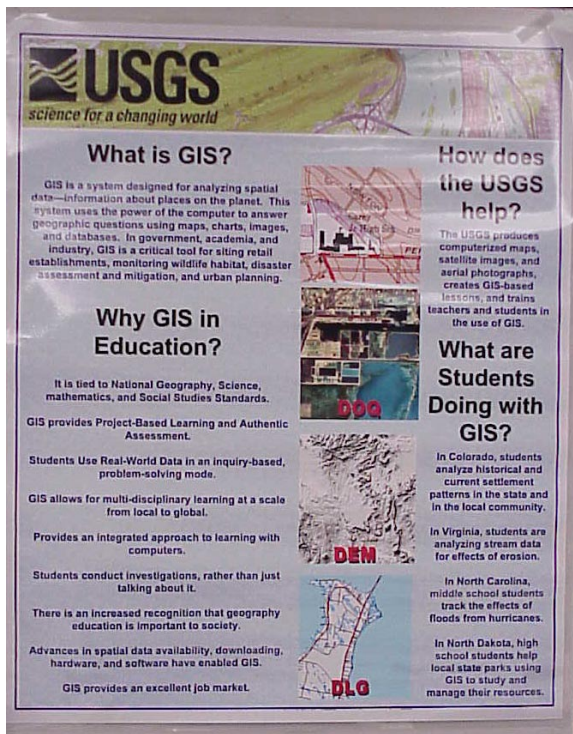 USGS
science for a changing world
What is GIS?
GIS is a system designed for analyzing spatial
data—information about places on the planet. This
system uses the power of the computer to answer
geographic questions using maps, charts, images,
and databases. In government, academia, and
industry, GIS is a critical tool for siting retail
establishments, monitoring wildlife habitat, disaster
assessment and mitigation, and urban planning.
Why GIS in
Education?
It is tied to National Geography, Science,
mathematics, and Social Studies Standards.
GIS provides Project-Based Learning and Authentic
Assessment.
Students Use Real-World Data in an inquiry-based,
problem-solving mode.
GIS allows for multi-disciplinary learning at a scale
from local to global.
Provides an integrated approach to learning with
computers.
Students conduct investigations, rather than just
talking about it.
There is an increased recognition that geography
education is important to society.
Advances in spatial data availability, downloading,
hardware, and software have enabled GIS.
GIS provides an excellent job market.
DOQ
DEM
DLG
How does
the USGS
help?
The USGS produces
computerized maps,
satellite images, and
aerial photographs,
creates GIS-based
lessons, and trains
teachers and students in
the use of GIS.
What are
Students
Doing with
GIS?
In Colorado, students
analyze historical and
current settlement
patterns in the state and
in the local community.
In Virginia, students are
analyzing stream data
for effects of erosion.
In North Carolina,
middle school students
track the effects of
floods from hurricanes.
In North Dakota, high
school students help
local state parks using
GIS to study and
manage their resources.